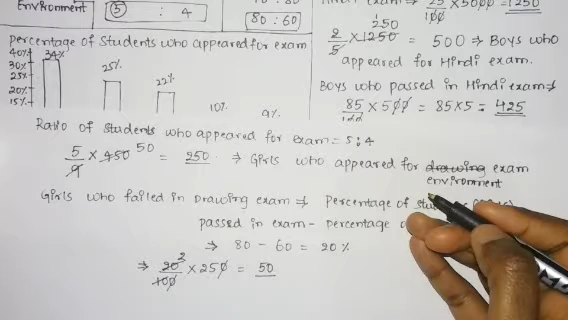 Environment 5 : 4
80 : 60
Percentage of Students who appeared for exam
40% 34%
30%
25% 25%
20% 22%
15% 10% 9%
25/100 × 5000 = 1250
2/5 × 1250 250 = 500 ⇒ Boys who
appeared for Hindi exam.
Boys who passed in Hindi exam⇒
85/100 × 500 = 85×5 = 425
Ratio of students who appeared for exam = 5:4
5/9 × 450 50 = 250 ⇒ Girls who appeared for drawing exam
environment
Girls who failed in Drawing exam ⇒ Percentage of
passed in exam - percentage
⇒ 80 - 60 = 20%
⇒ 20/100 × 250 = 50